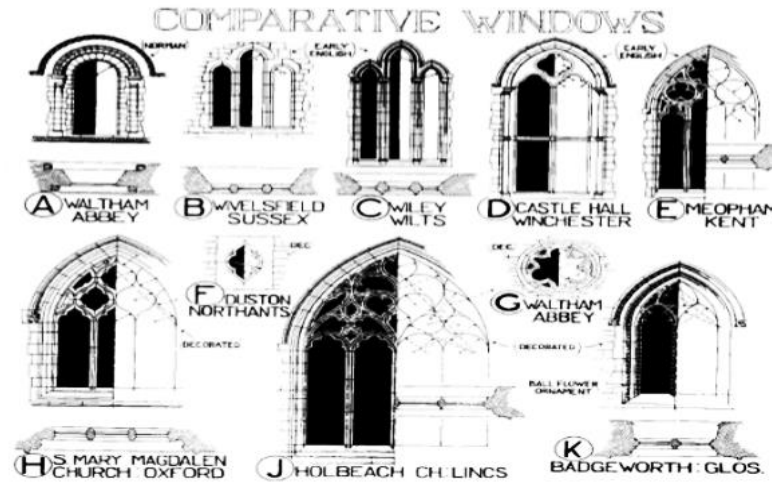 COMPARATIVE WINDOWS
NORMAN
EARLY
ENGLISH
EARLY
ENGLISH
A WALTHAM
ABBEY
B WIVELSFIELD
SUSSEX
C WILEY
WILTS
D CASTLE HALL
WINCHESTER
E MEOPHAM
KENT
DEC.
F DUSTON
NORTHANTS
DEC.
G WALTHAM
ABBEY
DECORATED
(DECORATED)
BALL FLOWER
ORNAMENT
H S. MARY MAGDALEN
CHURCH: OXFORD
J HOLBEACH CH: LINCS
K
BADGEWORTH: GLOS.